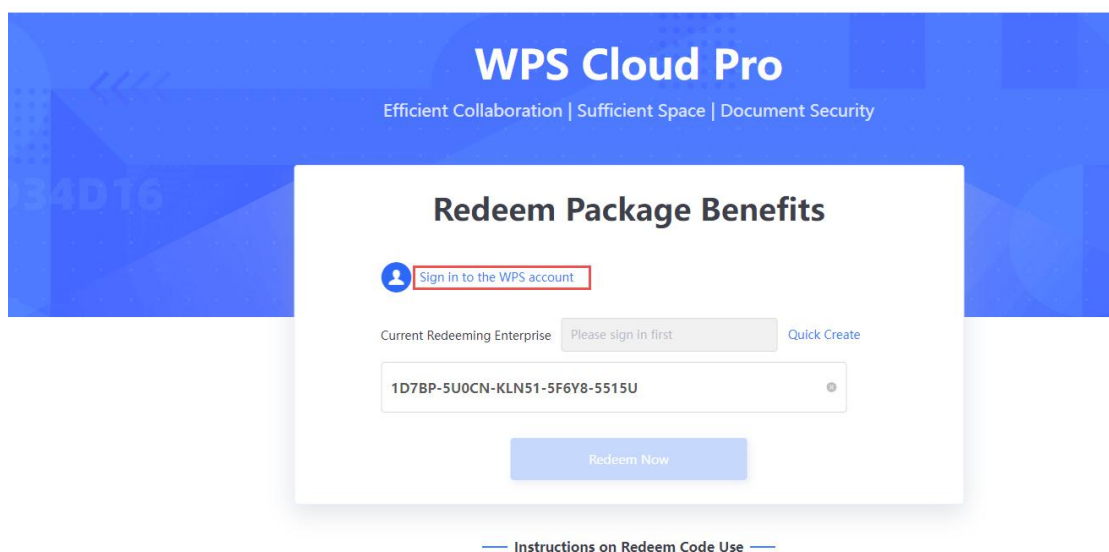 WPS Cloud Pro
Efficient Collaboration | Sufficient Space | Document Security
Redeem Package Benefits
Sign in to the WPS account
Current Redeeming Enterprise Please sign in first Quick Create
1D7BP-5U0CN-KLN51-5F6Y8-5515U
Redeem Now
Instructions on Redeem Code Use